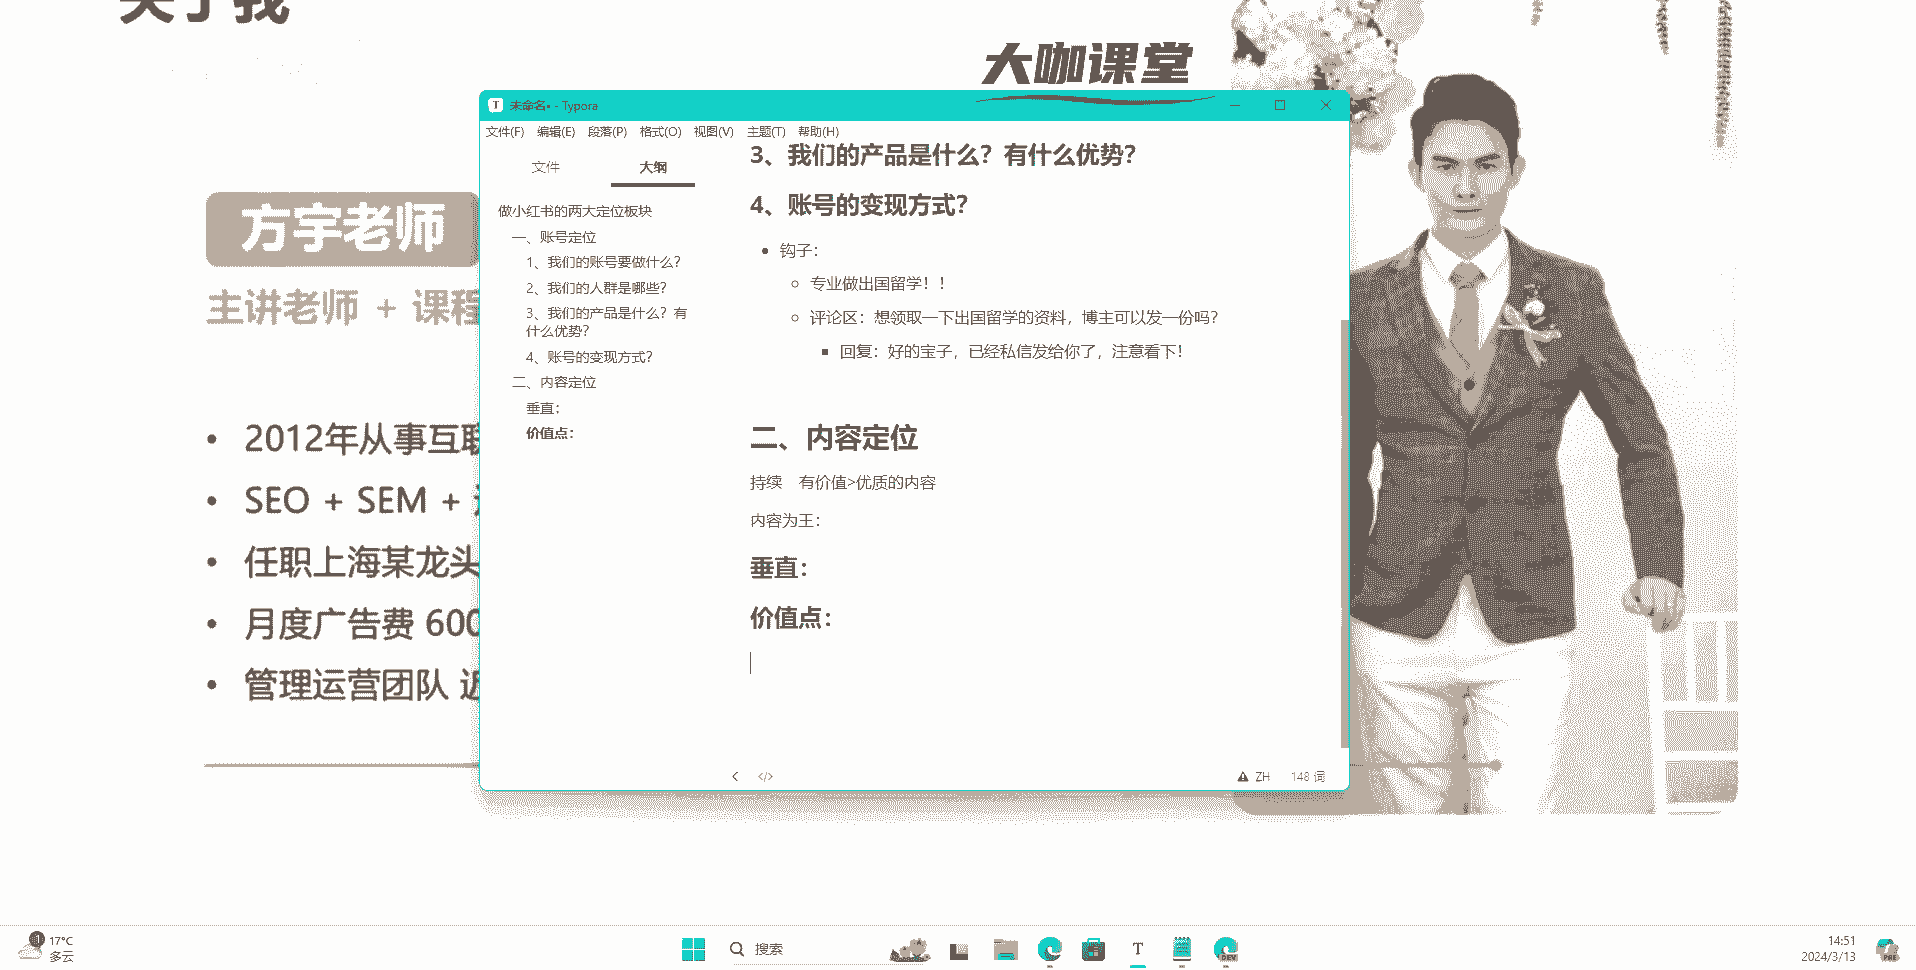 关于我
大咖课堂
方宇老师
主讲老师 + 课程
• 2012年从事互联
• SEO + SEM +
• 任职上海某龙头
• 月度广告费 600
• 管理运营团队 近
未命名• - Typora
文件(F) 编辑(E) 段落(P) 格式(O) 视图(V) 主题(T) 帮助(H)
文件 大纲
做小红书的两大定位板块
一、账号定位
1、我们的账号要做什么？
2、我们的人群是哪些？
3、我们的产品是什么？有
什么优势？
4、账号的变现方式？
二、内容定位
垂直：
价值点：
3、我们的产品是什么？有什么优势？
4、账号的变现方式？
• 钩子：
专业做出国留学！！
评论区：想领取一下出国留学的资料，博主可以发一份吗？
回复：好的宝子，已经私信发给你了，注意看下！
二、内容定位
持续 有价值>优质的内容
内容为王：
垂直：
价值点：
</> ZH 148 词
1 17°C
多云
搜索
T
DEV
14:51
2024/3/13
PRE